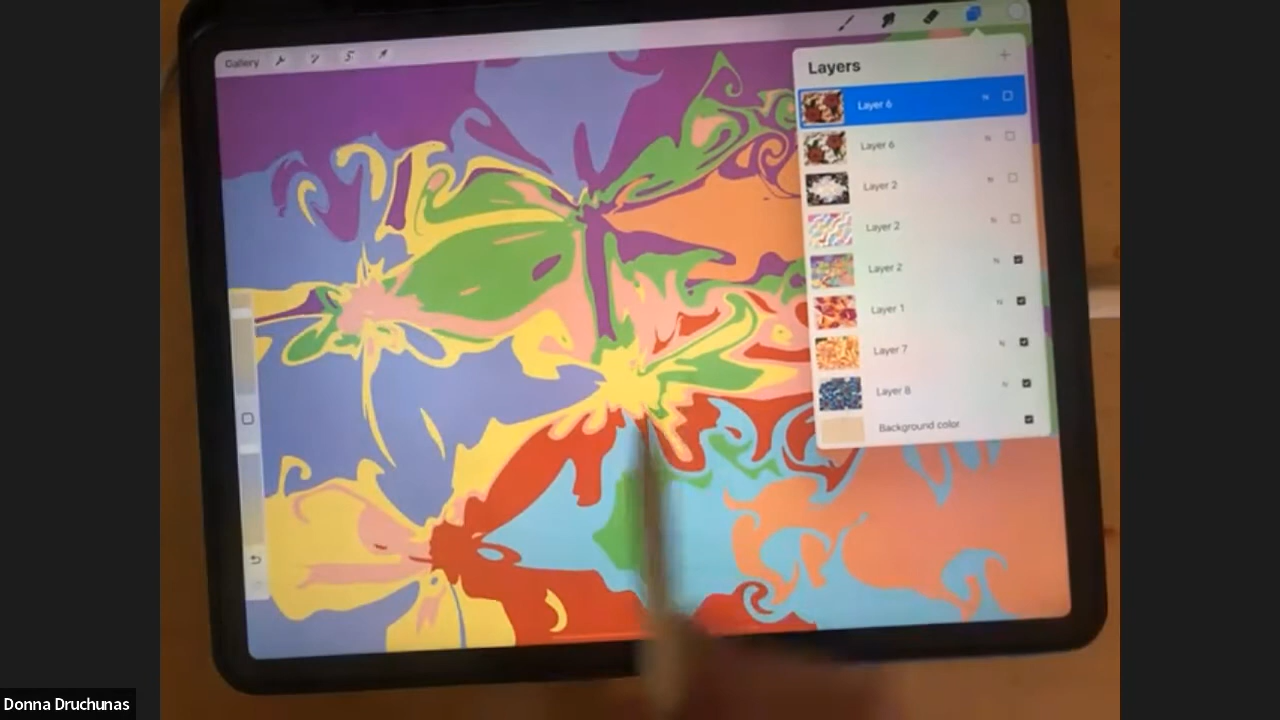 Gallery
Layers
Layer 6
N
Layer 6
N
Layer 2
N
Layer 2
N
Layer 2
N
Layer 1
N
Layer 7
N
Layer 8
N
Background color
Donna Druchunas